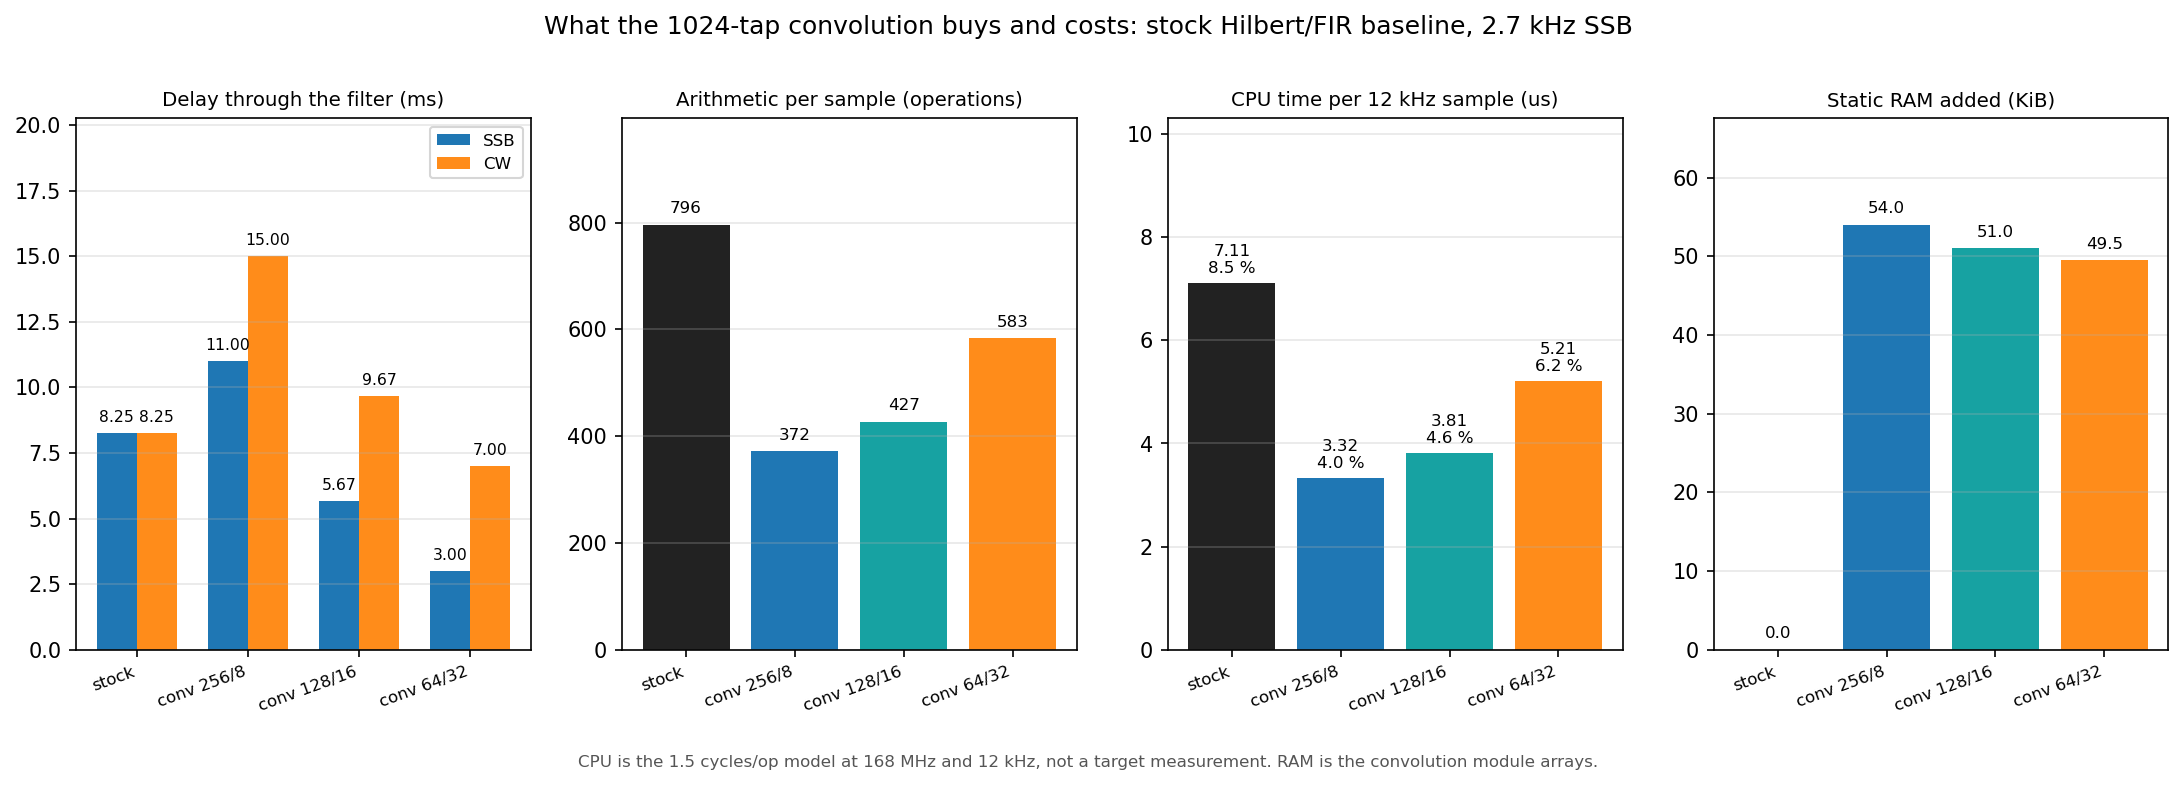 What the 1024-tap convolution buys and costs: stock Hilbert/FIR baseline, 2.7 kHz SSB
Delay through the filter (ms)
20.0
17.5
15.0
12.5
10.0
7.5
5.0
2.5
0.0
SSB
CW
8.25 8.25
11.00
15.00
5.67
9.67
3.00
7.00
stock
conv 256/8
conv 128/16
conv 64/32
Arithmetic per sample (operations)
800
600
400
200
0
796
372
427
583
stock
conv 256/8
conv 128/16
conv 64/32
CPU time per 12 kHz sample (us)
10
8
6
4
2
0
7.11
8.5 %
3.32
4.0 %
3.81
4.6 %
5.21
6.2 %
stock
conv 256/8
conv 128/16
conv 64/32
Static RAM added (KiB)
60
50
40
30
20
10
0
0.0
54.0
51.0
49.5
stock
conv 256/8
conv 128/16
conv 64/32
CPU is the 1.5 cycles/op model at 168 MHz and 12 kHz, not a target measurement. RAM is the convolution module arrays.